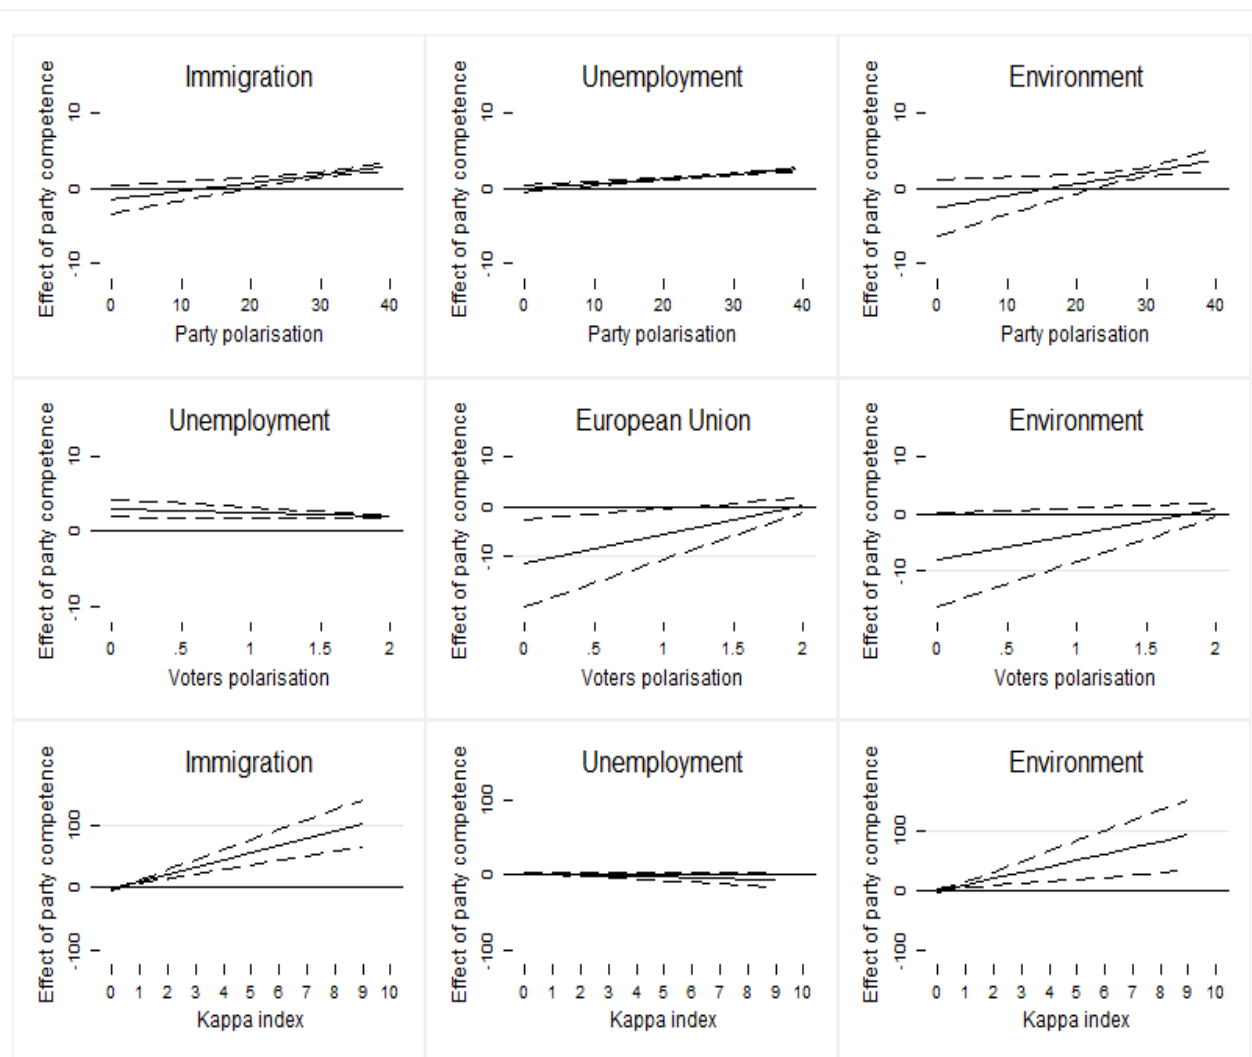 Immigration
Effect of party competence
10
0
-10
0 10 20 30 40
Party polarisation
Unemployment
Effect of party competence
10
0
-10
0 10 20 30 40
Party polarisation
Environment
Effect of party competence
10
0
-10
0 10 20 30 40
Party polarisation
Unemployment
Effect of party competence
10
0
-10
0 .5 1 1.5 2
Voters polarisation
European Union
Effect of party competence
10
0
-10
0 .5 1 1.5 2
Voters polarisation
Environment
Effect of party competence
10
0
-10
0 .5 1 1.5 2
Voters polarisation
Immigration
Effect of party competence
100
0
-100
0 1 2 3 4 5 6 7 8 9 10
Kappa index
Unemployment
Effect of party competence
100
0
-100
0 1 2 3 4 5 6 7 8 9 10
Kappa index
Environment
Effect of party competence
100
0
-100
0 1 2 3 4 5 6 7 8 9 10
Kappa index